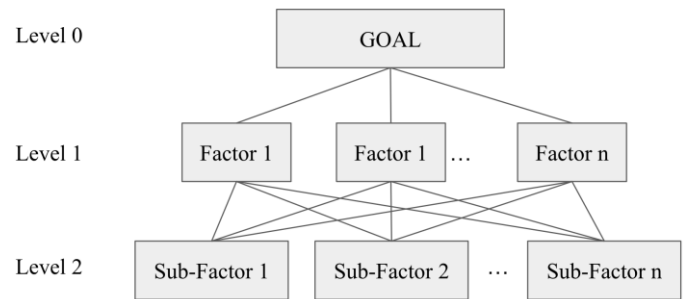 Level 0 GOAL
Level 1 Factor 1 Factor 1 ... Factor n
Level 2 Sub-Factor 1 Sub-Factor 2 ... Sub-Factor n